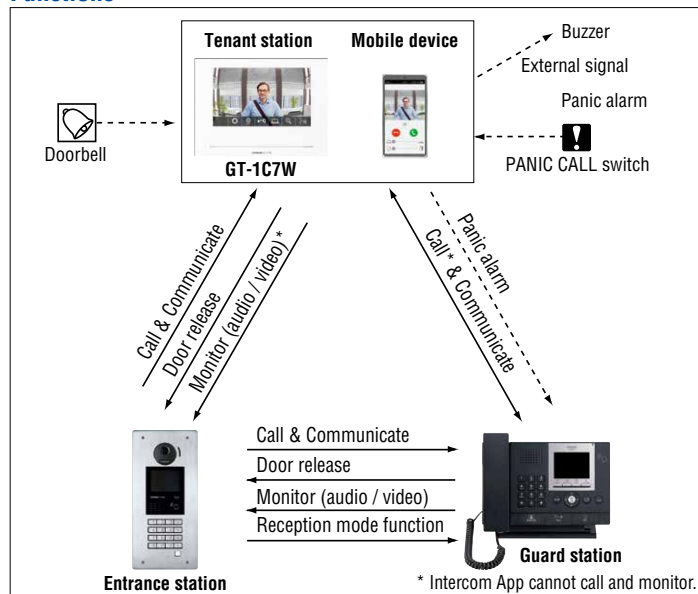 Tenant station
Mobile device
Buzzer
External signal
Panic alarm
PANIC CALL switch
Doorbell
GT-1C7W
Call & Communicate
Door release
Monitor (audio / video)*
Call* & Communicate
Panic alarm
Call & Communicate
Door release
Monitor (audio / video)
Reception mode function
Entrance station
Guard station
* Intercom App cannot call and monitor.